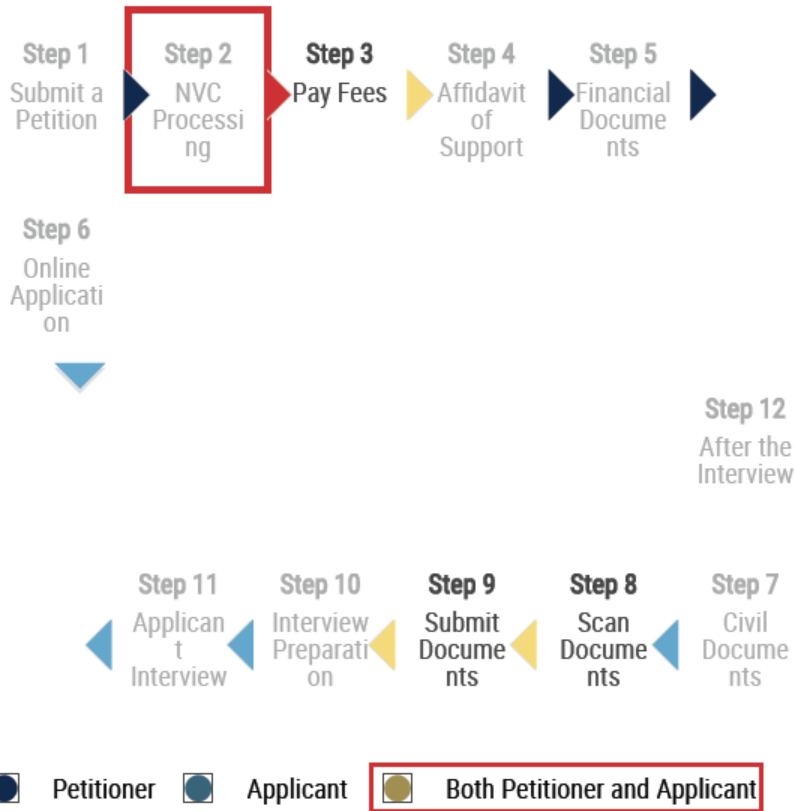 Step 1
Submit a
Petition
Step 2
NVC
Processi
ng
Step 3
Pay Fees
Step 4
Affidavit
of
Support
Step 5
Financial
Docume
nts
Step 6
Online
Applicati
on
Step 12
After the
Interview
Step 11
Applican
t
Interview
Step 10
Interview
Preparati
on
Step 9
Submit
Docume
nts
Step 8
Scan
Docume
nts
Step 7
Civil
Docume
nts
Petitioner
Applicant
Both Petitioner and Applicant